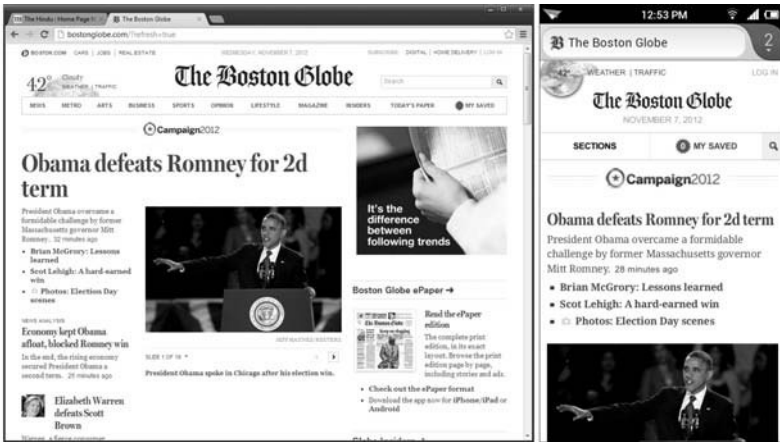 The Hindu : Home Page N
The Boston Globe
bostonglobe.com/?refresh=true
BOSTON.COM CARS | JOBS | REAL ESTATE
WEDNESDAY, NOVEMBER 7, 2012
SUBSCRIBE: DIGITAL | HOME DELIVERY | LOG IN
42° Cloudy
WEATHER | TRAFFIC
The Boston Globe
Search
NEWS METRO ARTS BUSINESS SPORTS OPINION LIFESTYLE MAGAZINE INSIDERS TODAY'S PAPER MY SAVED
Campaign2012
Obama defeats Romney for 2d
term
President Obama overcame a
formidable challenge by former
Massachusetts governor Mitt
Romney. 32 minutes ago
• Brian McGrory: Lessons
learned
• Scot Lehigh: A hard-earned
win
• Photos: Election Day
scenes
NEWS ANALYSIS
Economy kept Obama
afloat, blocked Romney win
In the end, the rising economy
secured President Obama a
second term. 21 minutes ago
Elizabeth Warren
defeats Scott
Brown
Warren, a fierce consumer
SLIDE 1 OF 19
President Obama spoke in Chicago after his election win.
It's the
difference
between
following trends
Boston Globe ePaper →
Read the ePaper
edition
The complete print
edition, in its exact
layout. Browse the print
edition page by page,
including stories and ads.
• Check out the ePaper format
• Download the app now for iPhone/iPad or
Android
Globe Insiders
12:53 PM
The Boston Globe
2
42° WEATHER | TRAFFIC
LOG IN
The Boston Globe
NOVEMBER 7, 2012
SECTIONS
0 MY SAVED
Campaign2012
Obama defeats Romney for 2d term
President Obama overcame a formidable
challenge by former Massachusetts governor
Mitt Romney. 28 minutes ago
▪ Brian McGrory: Lessons learned
▪ Scot Lehigh: A hard-earned win
▪ Photos: Election Day scenes